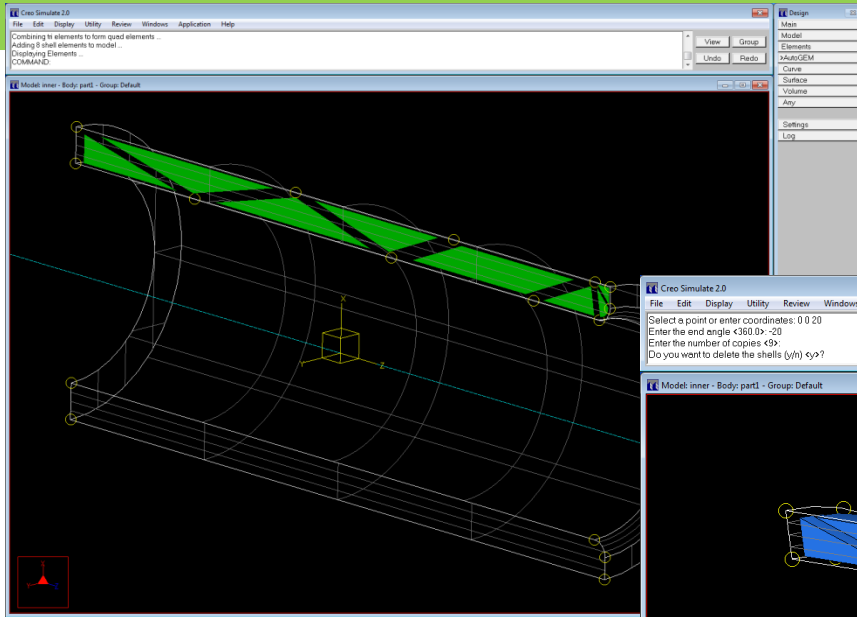 Creo Simulate 2.0
File Edit Display Utility Review Windows Application Help
Combining tri elements to form quad elements ..
Adding 8 shell elements to model ..
Displaying Elements ..
COMMAND:
View Group
Undo Redo
Design
Main
Model
Elements
>AutoGEM
Curve
Surface
Volume
Any
Settings
Log
Model: inner - Body: part1 - Group: Default
X
Y
Z
Creo Simulate 2.0
File Edit Display Utility Review Windows
Select a point or enter coordinates: 0 0 20
Enter the end angle <360.0>: -20
Enter the number of copies <9>:
Do you want to delete the shells (y/n) <y>?
Model: inner - Body: part1 - Group: Default